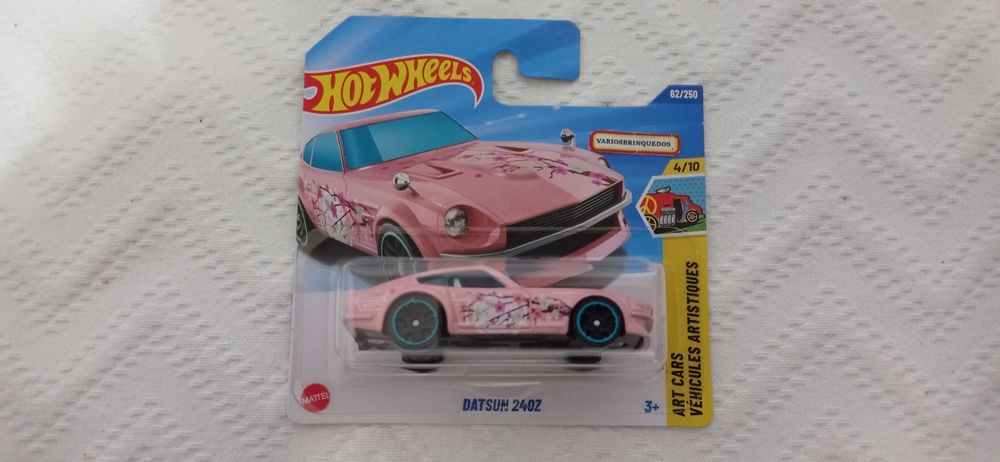 HOT WHEELS
62/250
VARIOSBRINQUEDOS
4/10
ART CARS
VÉHICULES ARTISTIQUES
MATTEL
DATSUN 240Z
3+